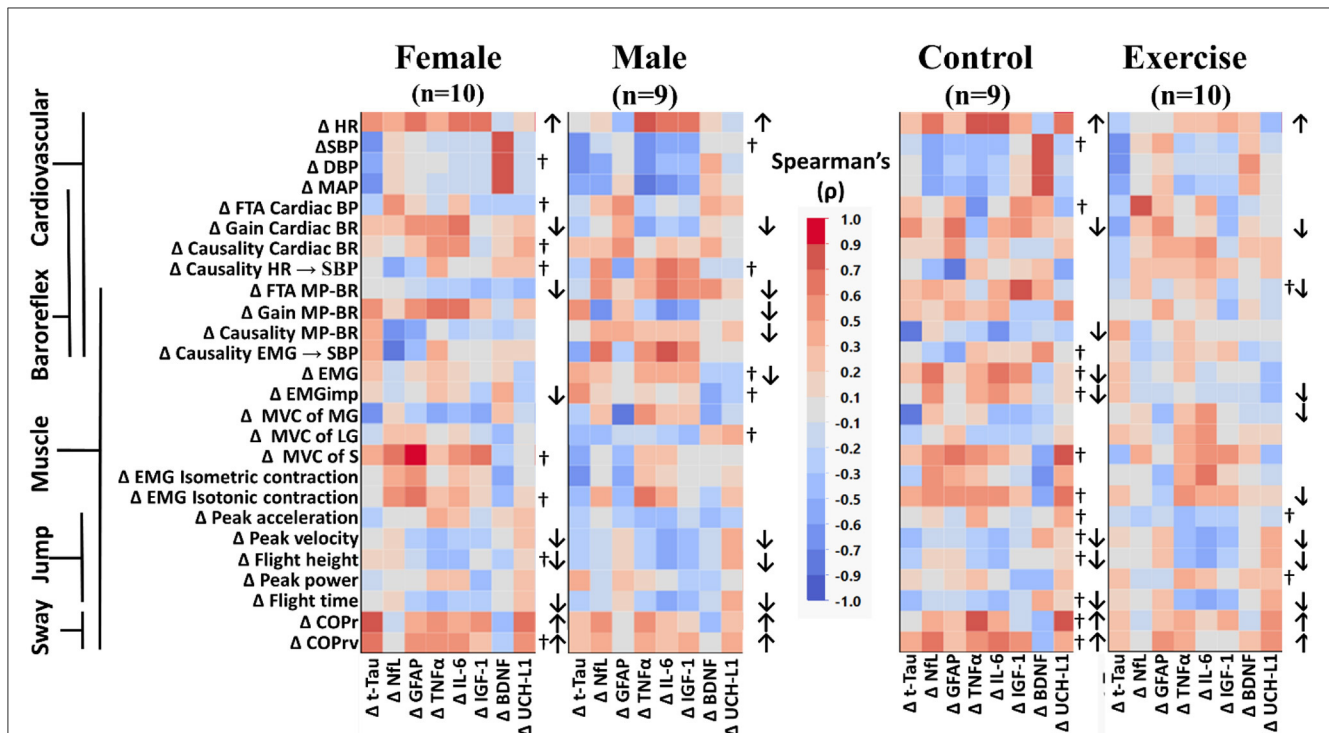 Female
(n=10)
Male
(n=9)
Control
(n=9)
Exercise
(n=10)
Cardiovascular
Baroreflex
Muscle
Jump
Sway
Δ HR ↑ ↑ ↑ ↑
ΔSBP † †
Δ DBP †
Δ MAP
Δ FTA Cardiac BP † †
Δ Gain Cardiac BR ↓ ↓ ↓ ↓
Δ Causality Cardiac BR †
Δ Causality HR → SBP † †
Δ FTA MP-BR ↓ ↓ †↓
Δ Gain MP-BR ↓
Δ Causality MP-BR ↓ ↓
Δ Causality EMG → SBP †
Δ EMG †↓ †↓
Δ EMGimp ↓ † †↓ ↓
Δ MVC of MG ↓
Δ MVC of LG †
Δ MVC of S † †
Δ EMG Isometric contraction
Δ EMG Isotonic contraction † † ↓
Δ Peak acceleration † †
Δ Peak velocity ↓ ↓ †↓ ↓
Δ Flight height †↓ ↓ †↓ ↓
Δ Peak power †
Δ Flight time ↓ ↓ †↓ ↓
Δ COPr ↑ ↑ †↑ ↑
Δ COPrv †↑ ↑ †↑ ↑
Spearman's
(ρ)
1.0
0.9
0.7
0.6
0.5
0.3
0.2
0.1
-0.2
-0.3
-0.5
-0.6
-0.7
-0.9
-1.0
Δ t-Tau
Δ NfL
Δ GFAP
Δ TNFα
Δ IL-6
Δ IGF-1
Δ BDNF
Δ UCH-L1
Δ t-Tau
Δ NfL
Δ GFAP
Δ TNFα
Δ IL-6
Δ IGF-1
Δ BDNF
Δ UCH-L1
Δ t-Tau
Δ NfL
Δ GFAP
Δ TNFα
Δ IL-6
Δ IGF-1
Δ BDNF
Δ UCH-L1
Δ t-Tau
Δ NfL
Δ GFAP
Δ TNFα
Δ IL-6
Δ IGF-1
Δ BDNF
Δ UCH-L1